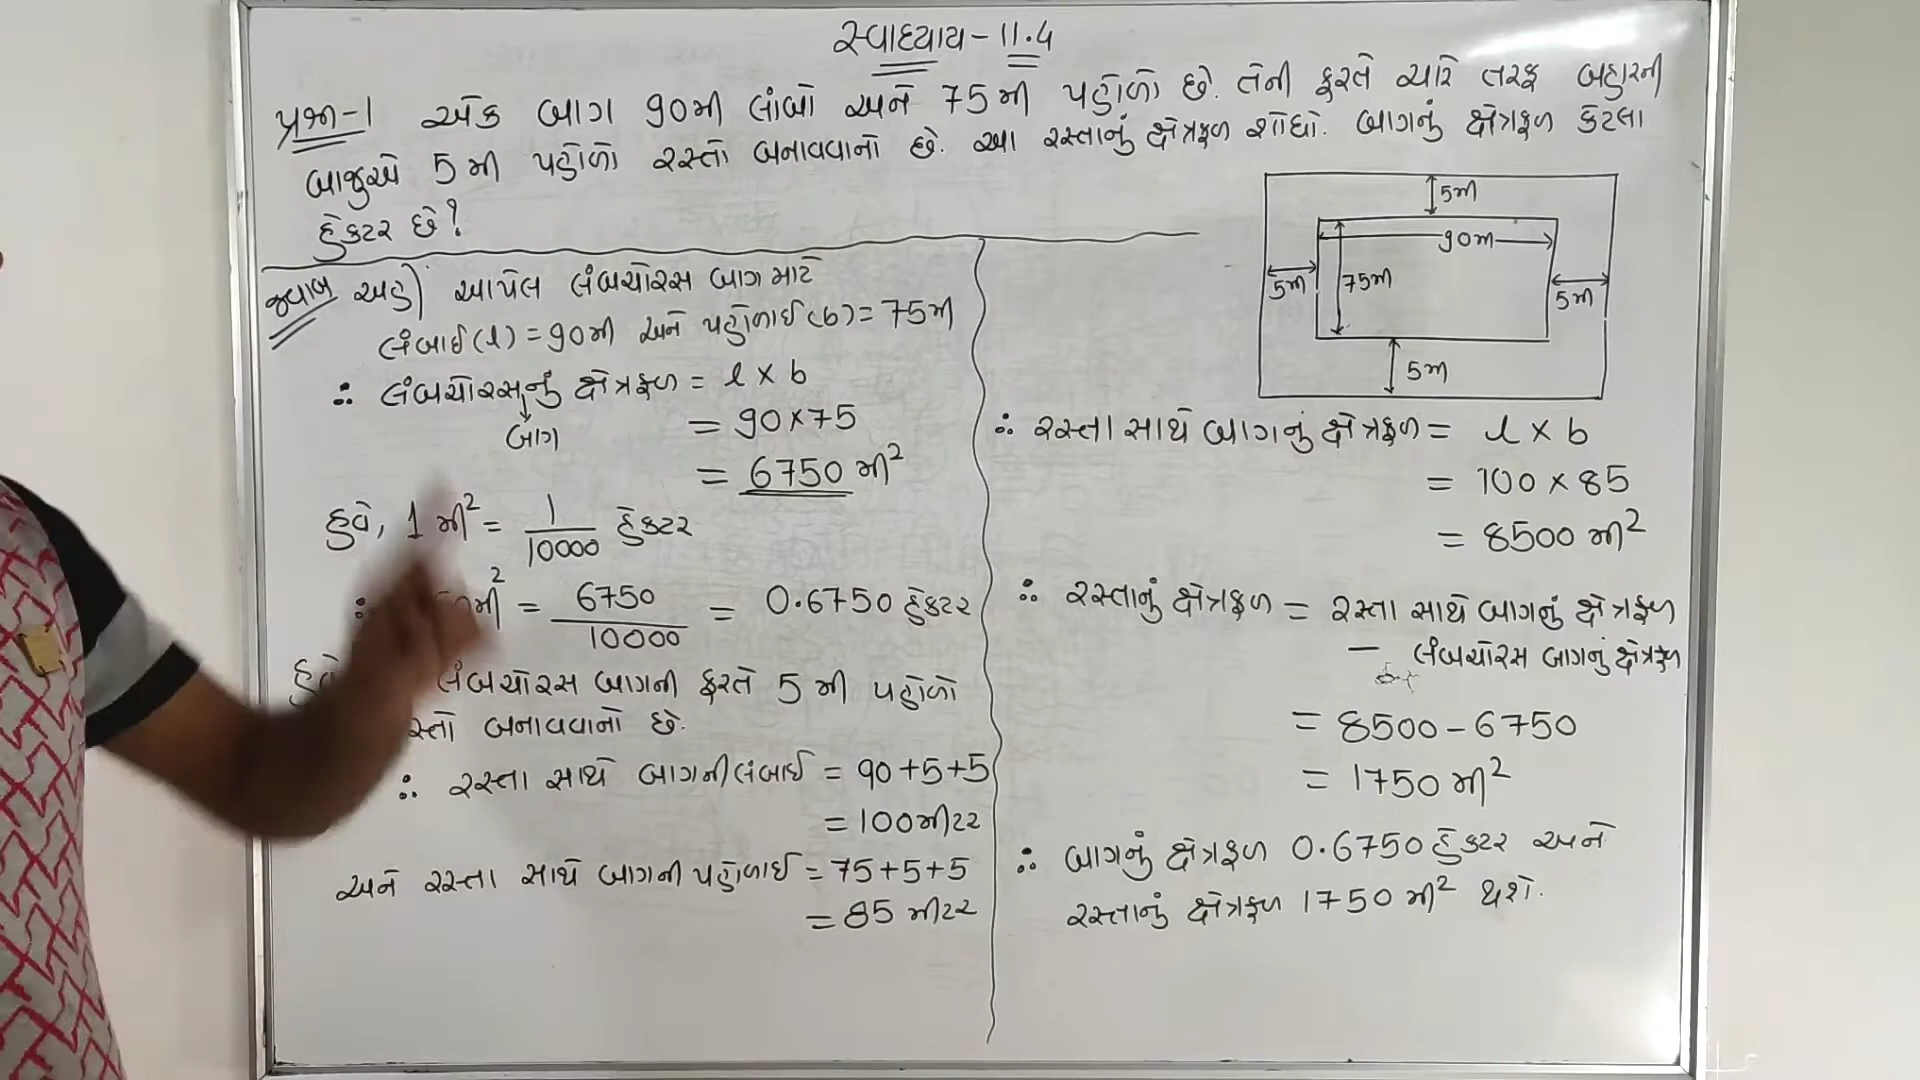 સ્વાધ્યાય - 11.4
પ્રશ્ન-1 એક બાગ 90મી લાંબો અને 75મી પહોળો છે. તેની ફરતે ચારે તરફ બહારની
બાજુએ 5 મી પહોળો રસ્તો બનાવવાનો છે. આ રસ્તાનું ક્ષેત્રફળ શોધો. બાગનું ક્ષેત્રફળ કેટલા
હેક્ટર છે?
જવાબ અહીં આપેલ લંબચોરસ બાગ માટે
લંબાઈ (l) = 90મી અને પહોળાઈ (b) = 75મી
∴ લંબચોરસનું ક્ષેત્રફળ = l × b
બાગ
= 90×75
= 6750 મી²
હવે, 1 મી² = 1/10000 હેક્ટર
∴ મી² = 6750/10000 = 0.6750 હેક્ટર
લંબચોરસ બાગની ફરતે 5 મી પહોળો
બનાવવાનો છે.
∴ રસ્તા સાથે બાગની લંબાઈ = 90+5+5
= 100મીટર
અને રસ્તા સાથે બાગની પહોળાઈ = 75+5+5
= 85 મીટર
5મી
90મી
5મી
75મી
5મી
5મી
∴ રસ્તા સાથે બાગનું ક્ષેત્રફળ = l × b
= 100 × 85
= 8500 મી²
∴ રસ્તાનું ક્ષેત્રફળ = રસ્તા સાથે બાગનું ક્ષેત્રફળ
— લંબચોરસ બાગનું ક્ષેત્રફળ
= 8500 - 6750
= 1750 મી²
∴ બાગનું ક્ષેત્રફળ 0.6750 હેક્ટર અને
રસ્તાનું ક્ષેત્રફળ 1750 મી² થશે.